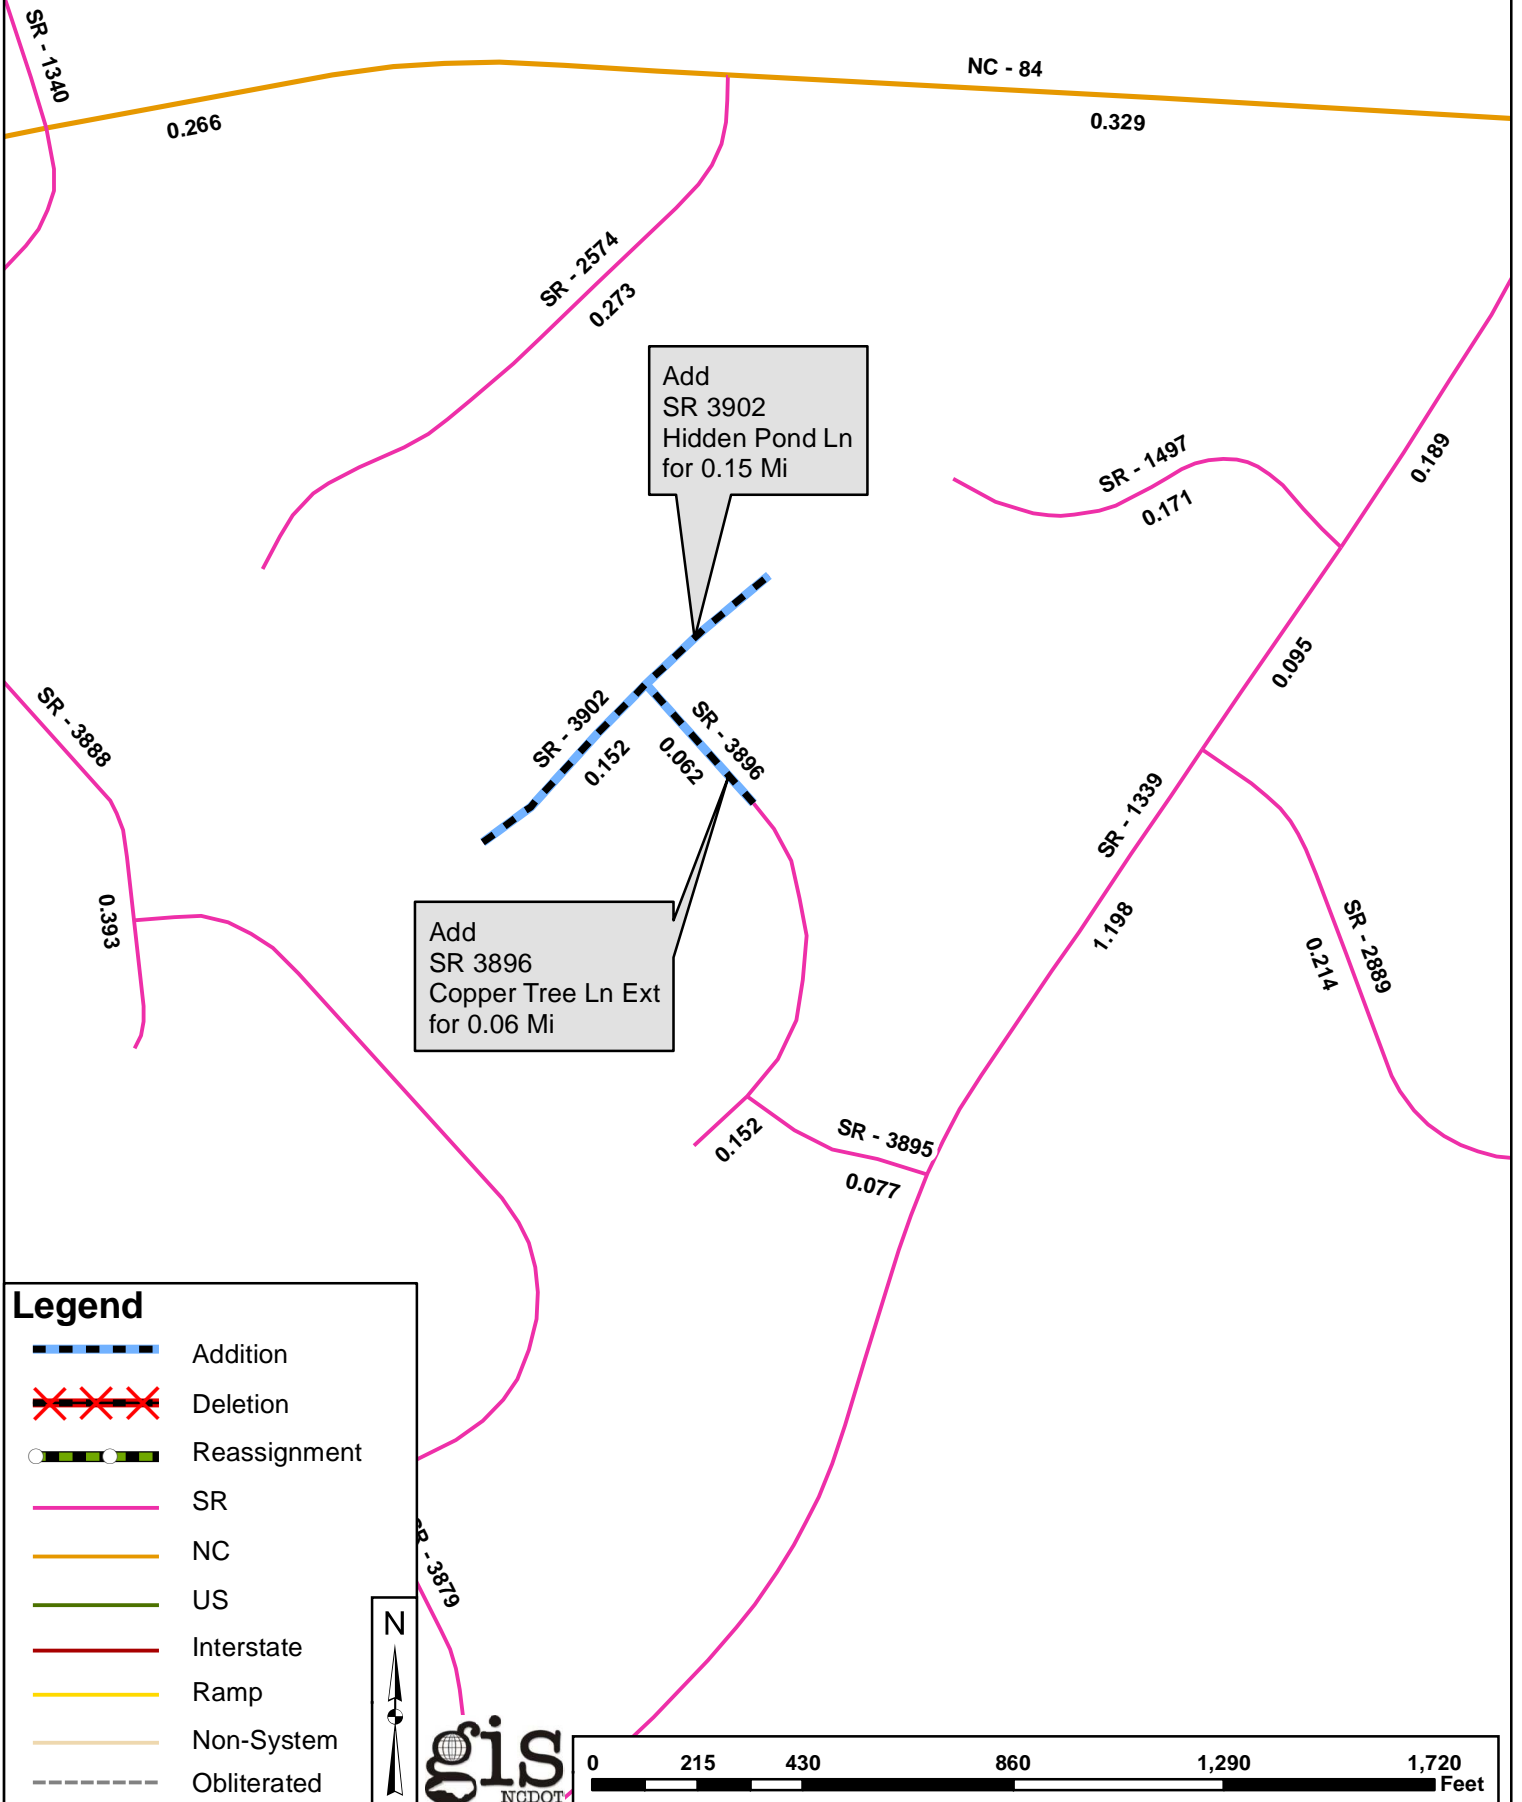 SR - 1340
NC - 84
0.266
0.329
SR - 2574
0.273
Add
SR 3902
Hidden Pond Ln
for 0.15 Mi
SR - 1497
0.171
0.189
0.095
SR - 3902
0.152
SR - 3896
0.062
SR - 3888
0.393
SR - 1339
1.198
SR - 2889
0.214
Add
SR 3896
Copper Tree Ln Ext
for 0.06 Mi
0.152
SR - 3895
0.077
Legend
Addition
Deletion
Reassignment
SR
NC
US
Interstate
Ramp
Non-System
Obliterated
SR - 3879
N
gis
NCDOT
0 215 430 860 1,290 1,720
Feet